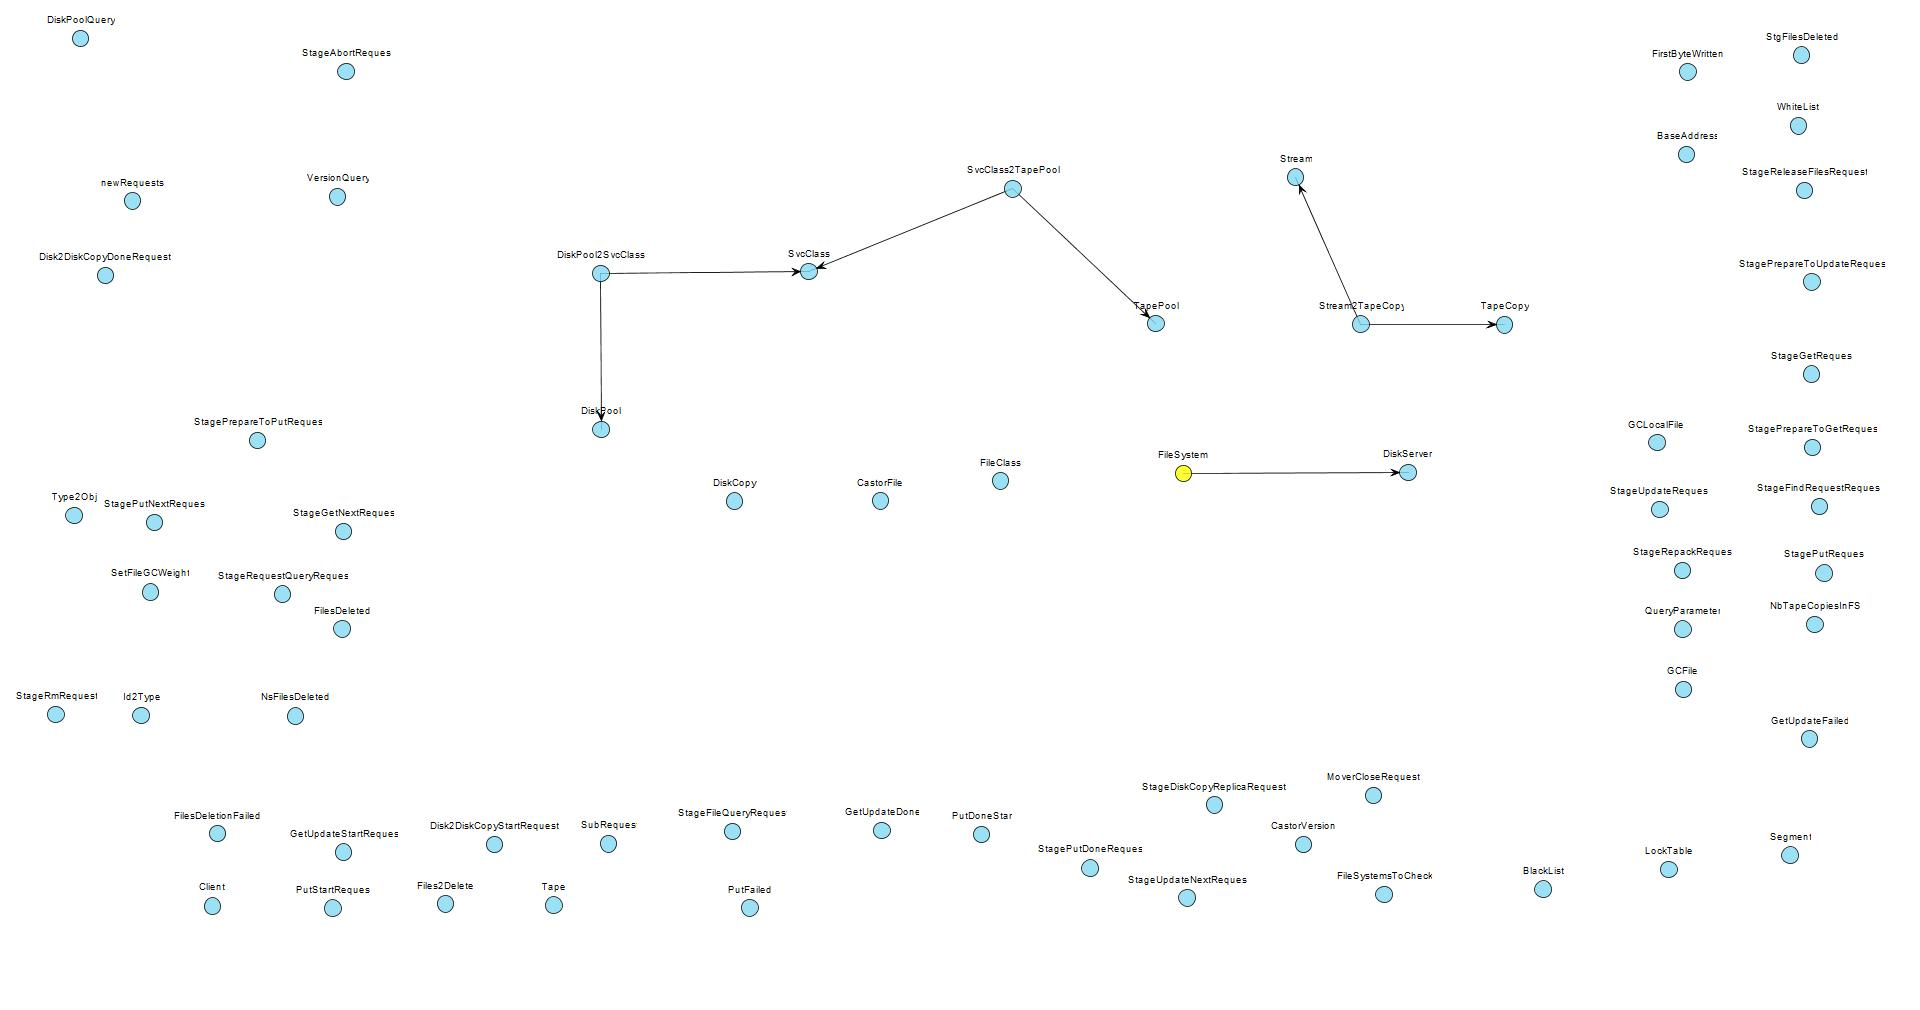 DiskPoolQuery
StageAbortReques
StgFilesDeleted
FirstByteWritten
WhiteList
BaseAddress
Stream
SvcClass2TapePool
StageReleaseFilesRequest
newRequests
VersionQuery
Disk2DiskCopyDoneRequest
DiskPool2SvcClass
SvcClass
StagePrepareToUpdateReques
TapePool
Stream2TapeCopy
TapeCopy
StageGetReques
DiskPool
StagePrepareToPutReques
GCLocalFile
StagePrepareToGetReques
FileSystem
DiskServer
FileClass
DiskCopy
CastorFile
StageUpdateReques
StageFindRequestReques
Type2Obj
StagePutNextReques
StageGetNextReques
StageRepackReques
StagePutReques
SetFileGCWeight
StageRequestQueryReques
FilesDeleted
QueryParameter
NbTapeCopiesInFS
GCFile
StageRmRequest
Id2Type
NsFilesDeleted
GetUpdateFailed
StageDiskCopyReplicaRequest
MoverCloseRequest
FilesDeletionFailed
GetUpdateStartReques
Disk2DiskCopyStartRequest
SubReques
StageFileQueryReques
GetUpdateDone
PutDoneStar
CastorVersion
StagePutDoneReques
LockTable
Segment
Client
PutStartReques
Files2Delete
Tape
PutFailed
StageUpdateNextReques
FileSystemsToCheck
BlackList